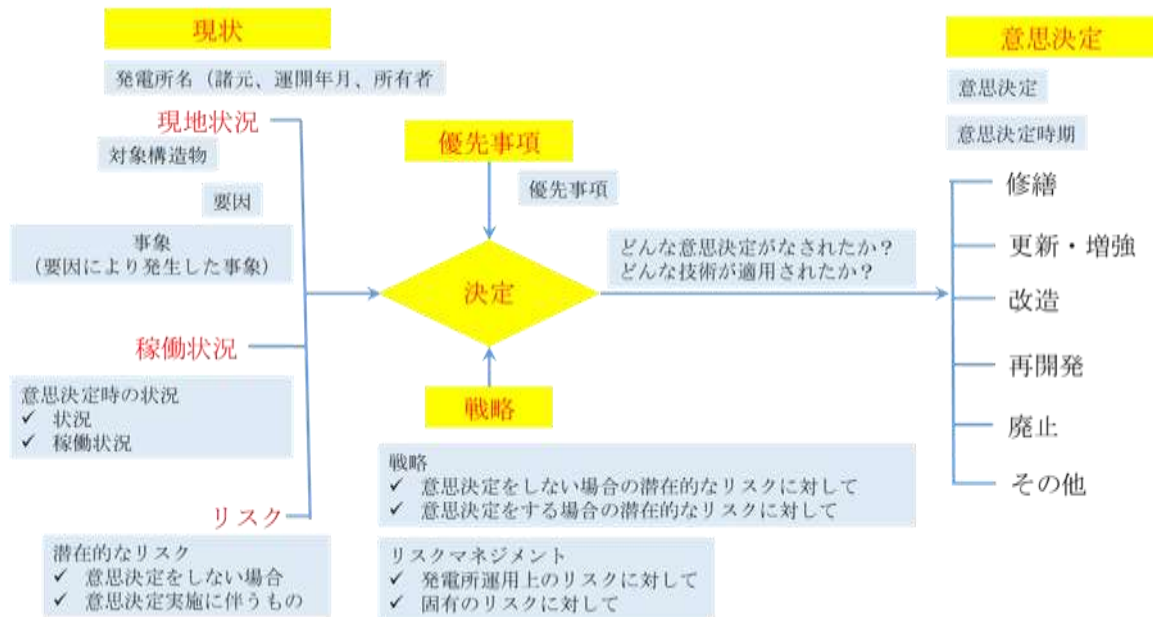 現状
発電所名（諸元、運開年月、所有者
現地状況
対象構造物
要因
事象
（要因により発生した事象）
稼働状況
意思決定時の状況
✓ 状況
✓ 稼働状況
リスク
潜在的なリスク
✓ 意思決定をしない場合
✓ 意思決定実施に伴うもの
優先事項
優先事項
決定
戦略
戦略
✓ 意思決定をしない場合の潜在的なリスクに対して
✓ 意思決定をする場合の潜在的なリスクに対して
リスクマネジメント
✓ 発電所運用上のリスクに対して
✓ 固有のリスクに対して
どんな意思決定がなされたか？
どんな技術が適用されたか？
意思決定
意思決定
意思決定時期
修繕
更新・増強
改造
再開発
廃止
その他